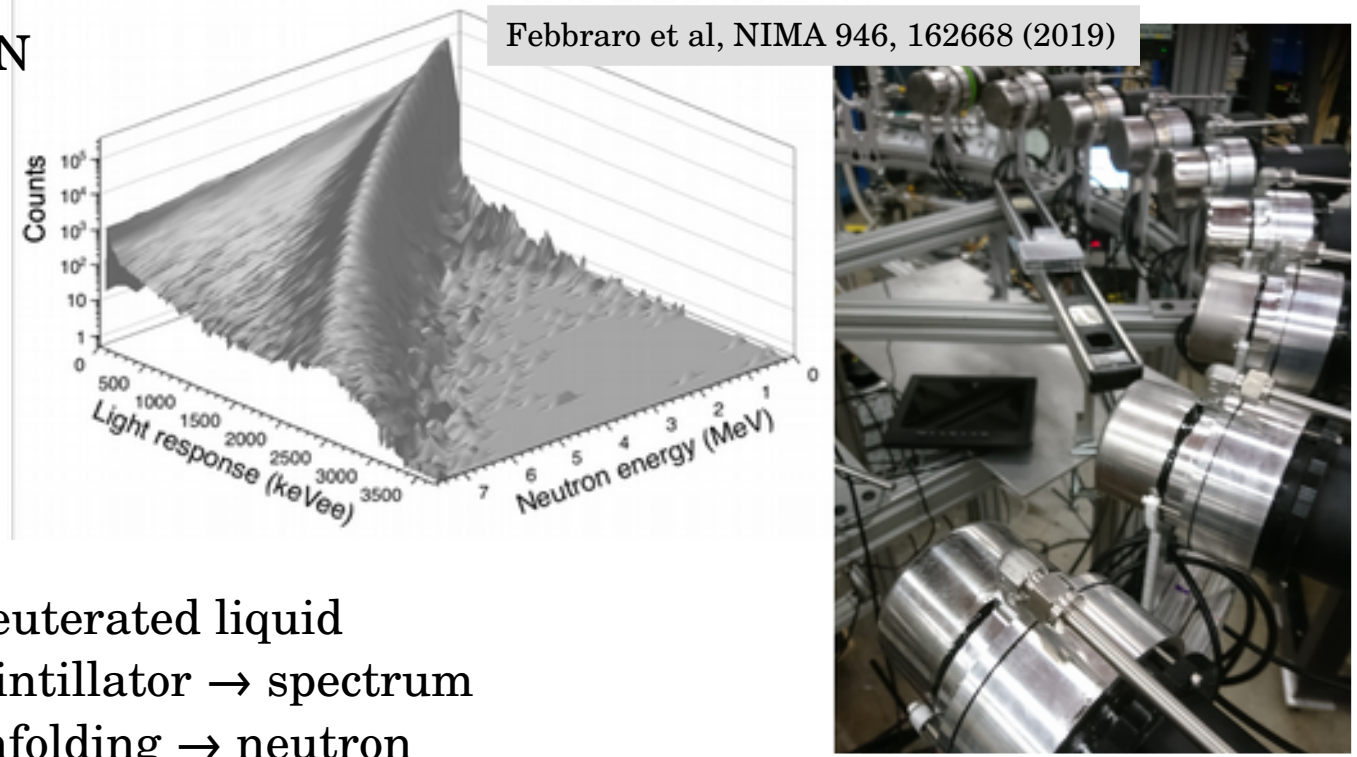 N
Febbraro et al, NIMA 946, 162668 (2019)
Counts
10⁵
10⁴
10³
10²
10
1
0
500
1000
1500
2000
2500
3000
3500
Light response (keVee)
7
6
5
4
3
2
1
0
Neutron energy (MeV)
euterated liquid
intillator → spectrum
nfolding → neutron